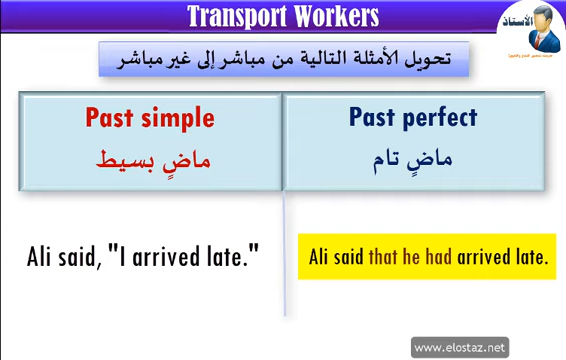 Transport Workers
الأستاذ
تحويل الأمثلة التالية من مباشر إلى غير مباشر
Past simple
ماضٍ بسيط
Past perfect
ماضٍ تام
Ali said, "I arrived late."
Ali said that he had arrived late.
www.elostaz.net